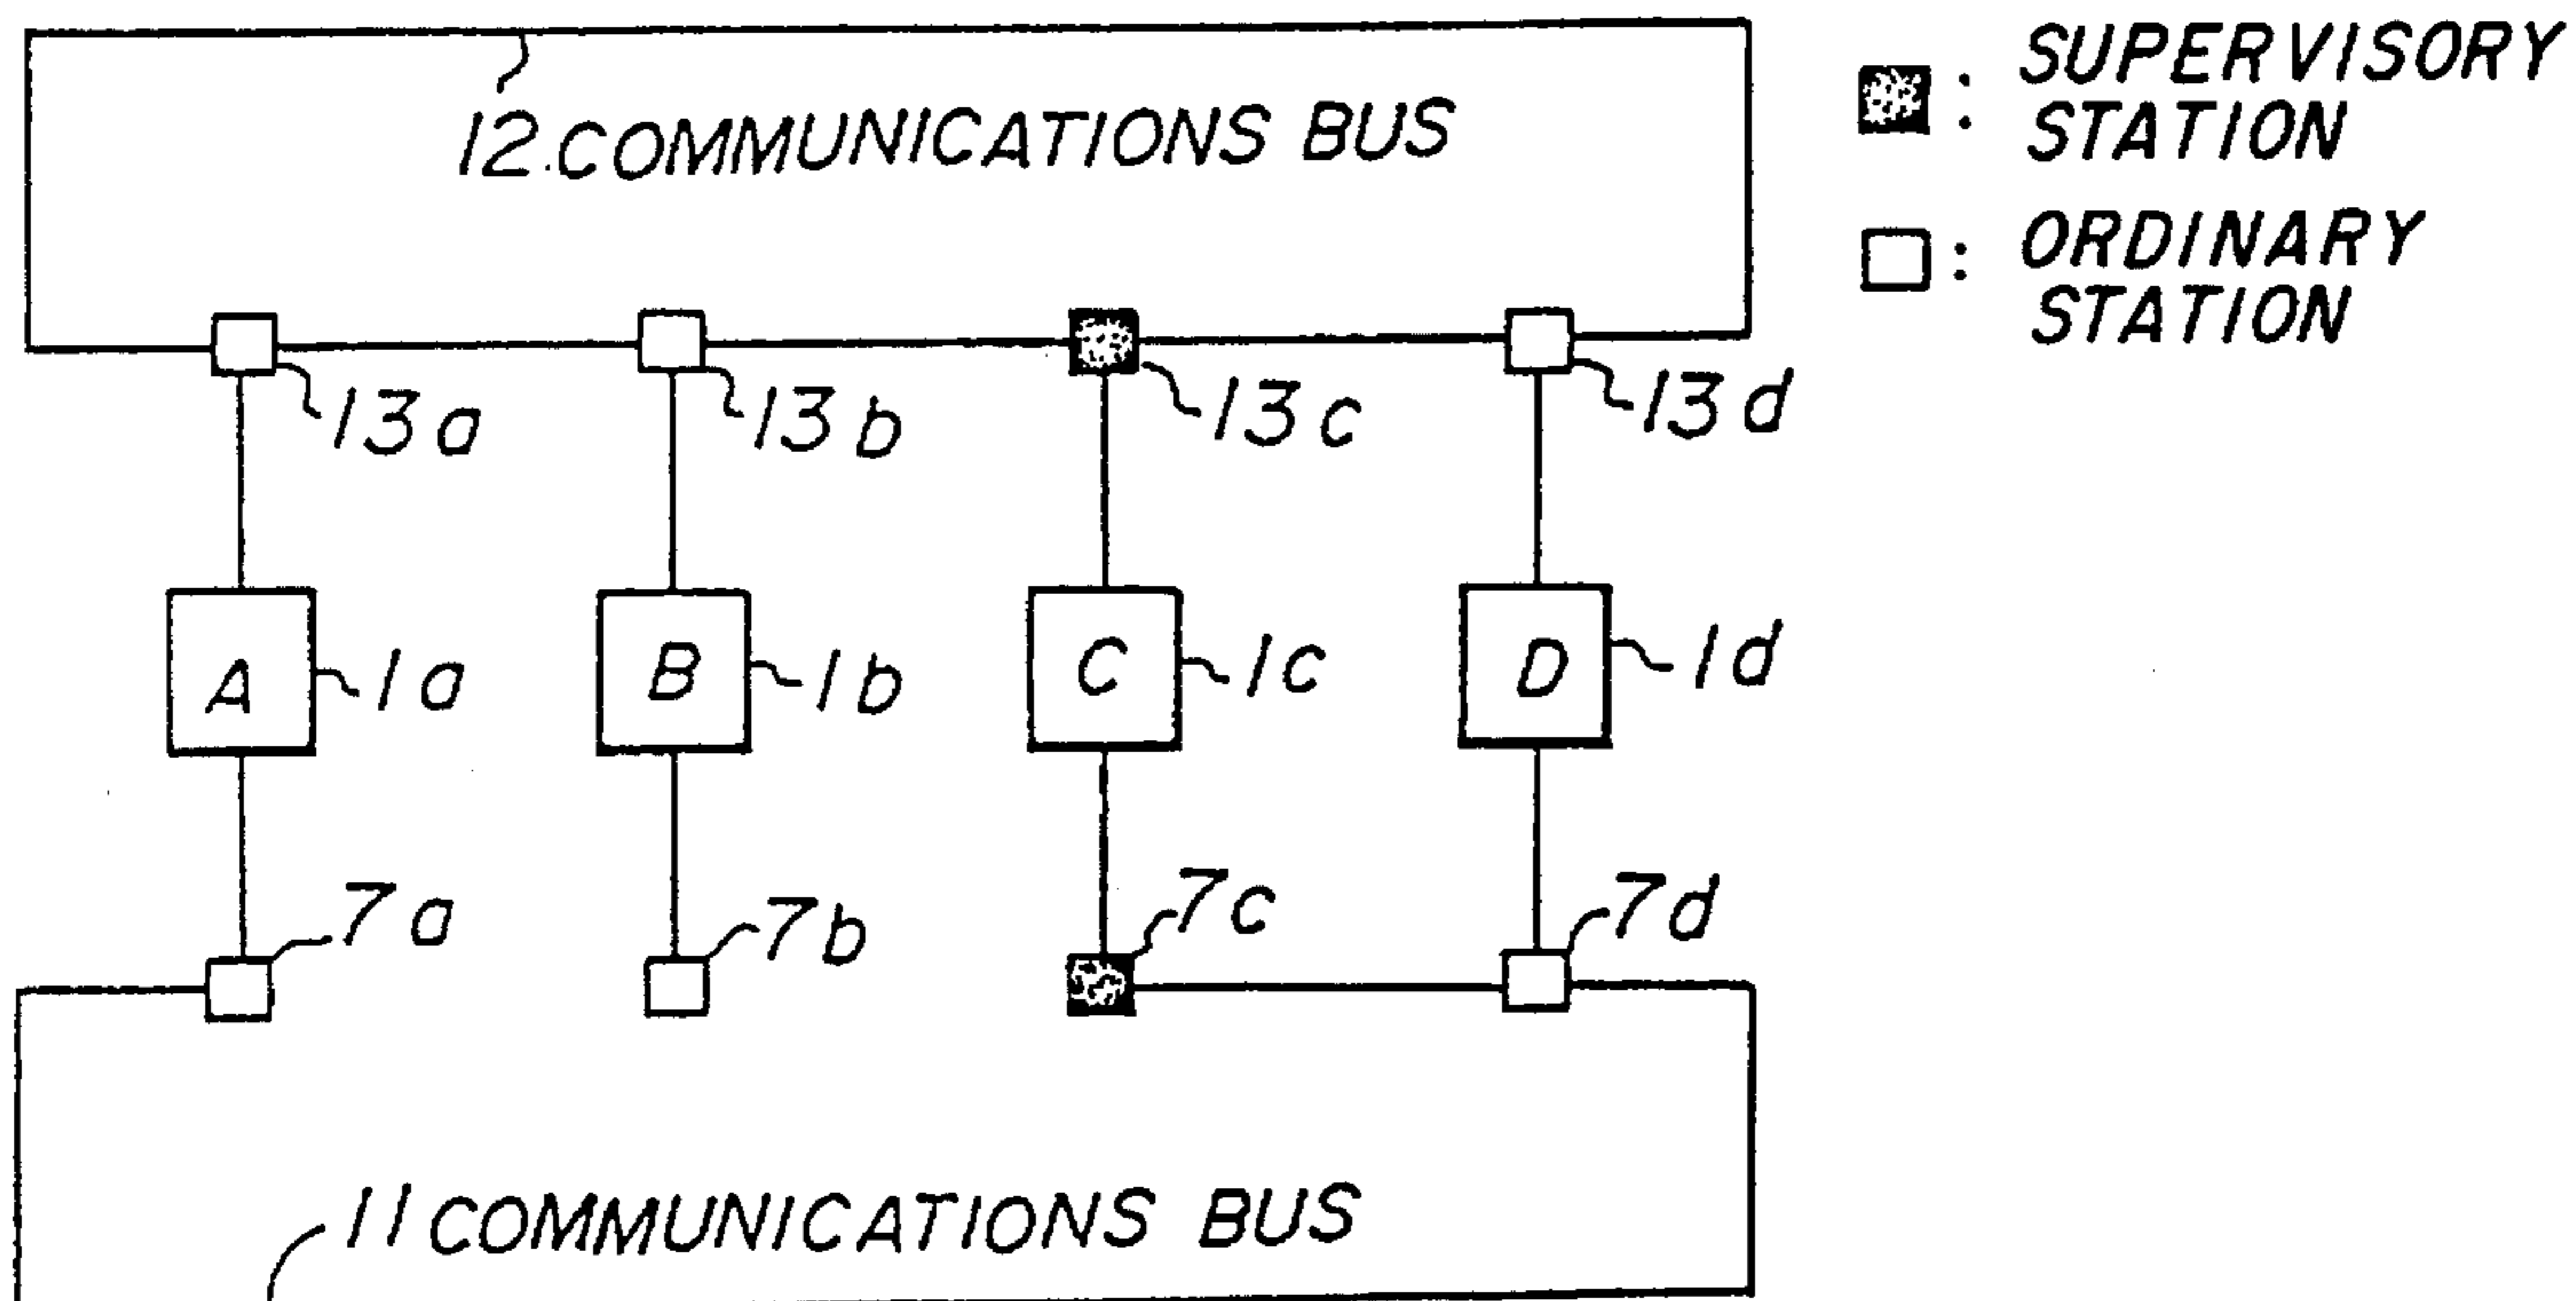 12 COMMUNICATIONS BUS
: SUPERVISORY
STATION
: ORDINARY
STATION
13a
13b
13c
13d
A
1a
B
1b
C
1c
D
1d
7a
7b
7c
7d
11 COMMUNICATIONS BUS